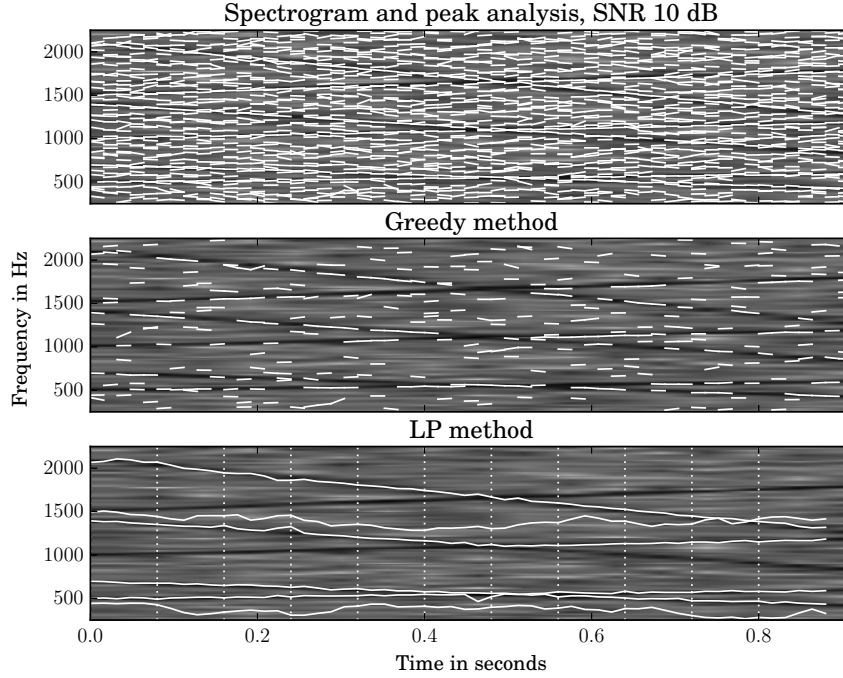 Spectrogram and peak analysis, SNR 10 dB
2000
1500
1000
500
Greedy method
Frequency in Hz
2000
1500
1000
500
LP method
2000
1500
1000
500
0.0 0.2 0.4 0.6 0.8
Time in seconds